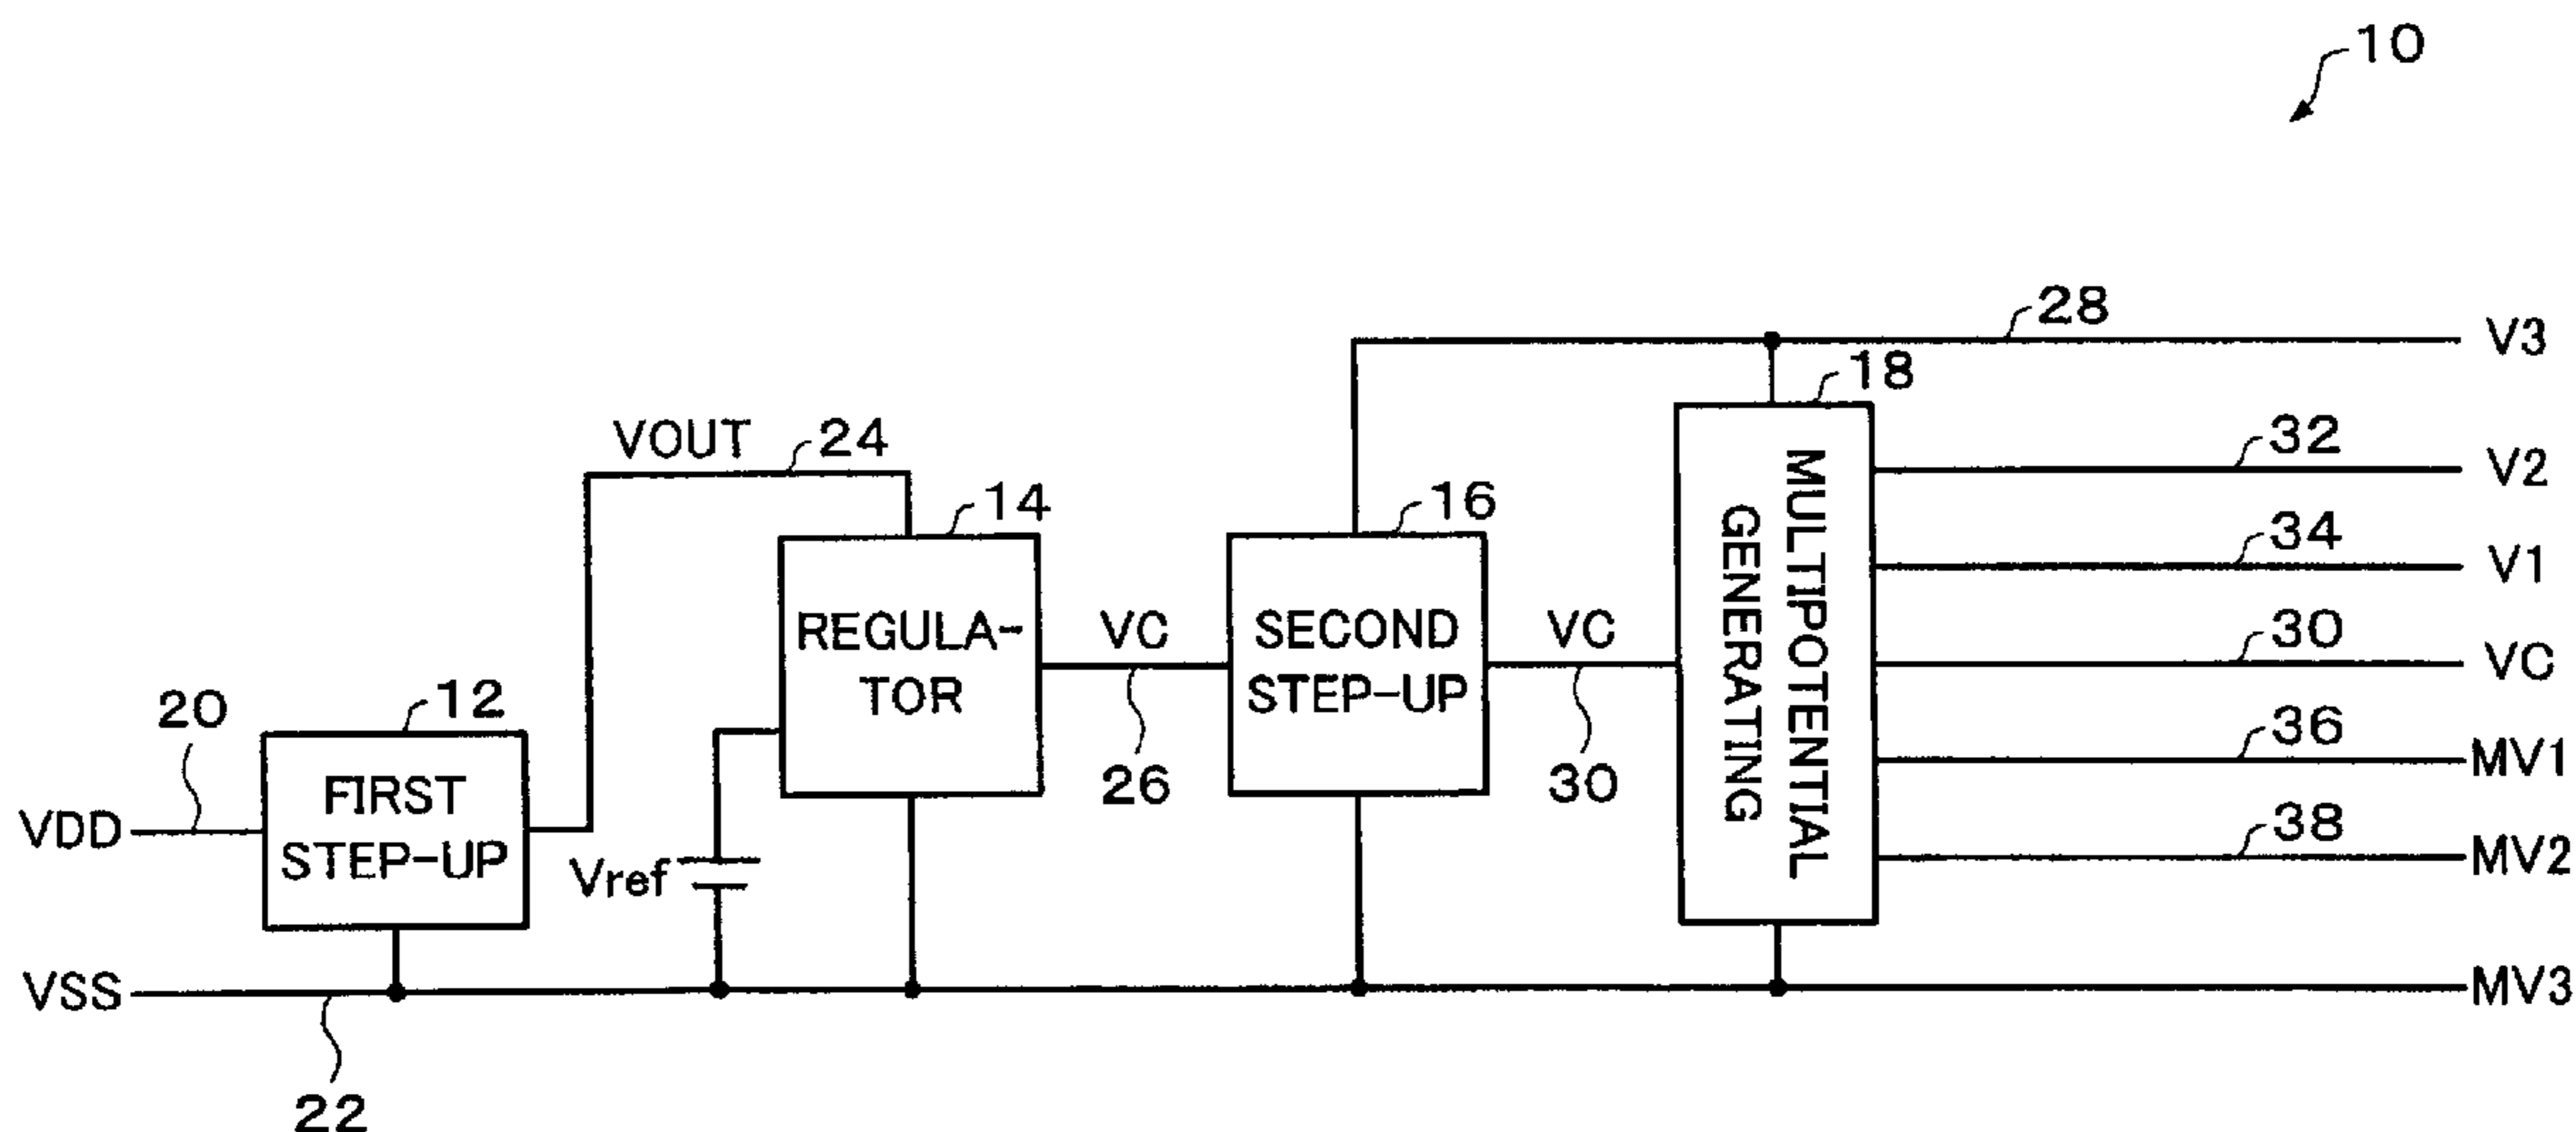 10
28
V3
18
VOUT
24
32
V2
14
16
34
V1
REGULA-
TOR
VC
SECOND
STEP-UP
VC
MULTIPOTENTIAL
GENERATING
30
VC
20
12
26
30
36
MV1
VDD
FIRST
STEP-UP
Vref
38
MV2
VSS
MV3
22